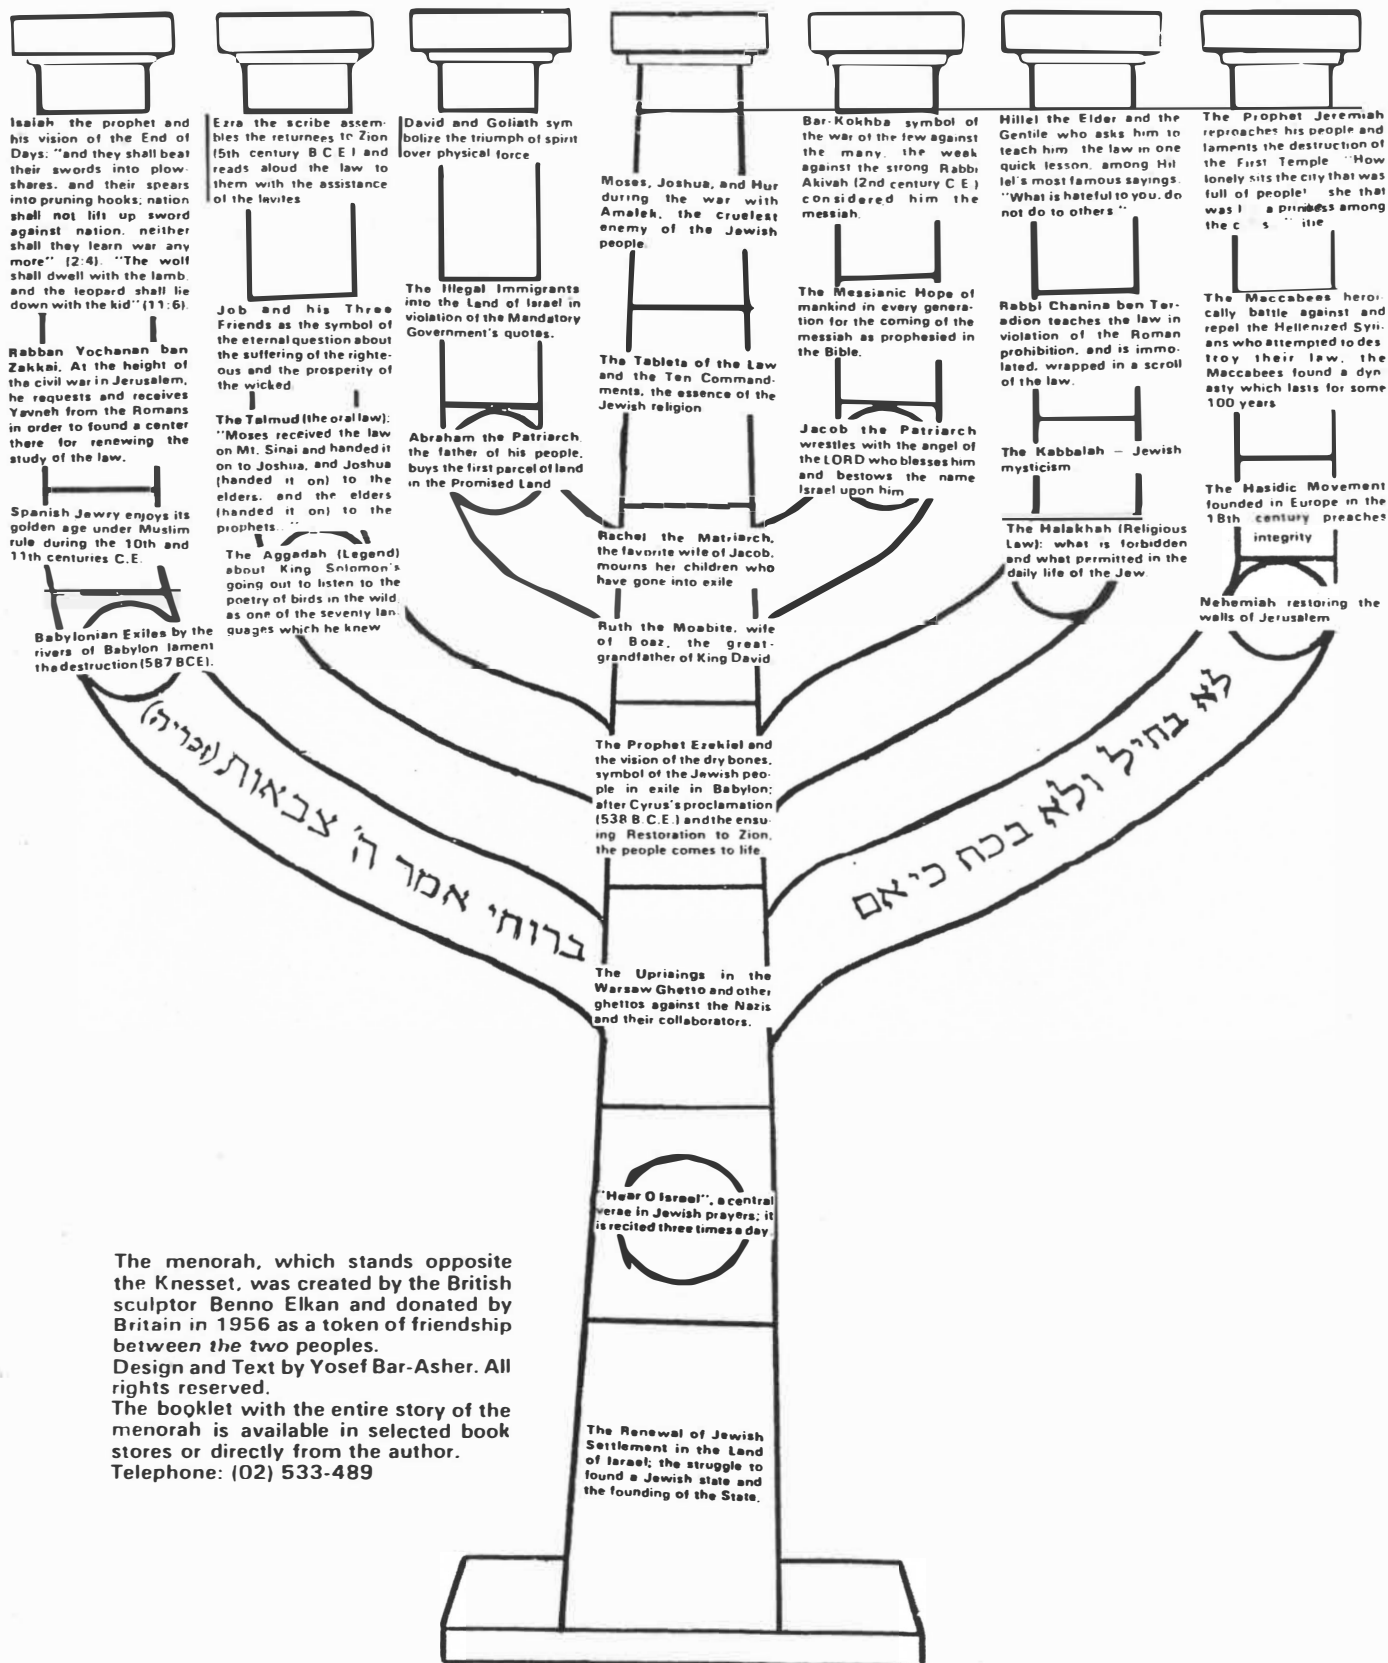 Isaiah the prophet and
his vision of the End of
Days: "and they shall beat
their swords into plow-
shares, and their spears
into pruning hooks; nation
shall not lift up sword
against nation, neither
shall they learn war any
more" (2:4). "The wolf
shall dwell with the lamb,
and the leopard shall lie
down with the kid" (11:6).
Rabban Yochanan ban
Zakkai. At the height of
the civil war in Jerusalem,
he requests and receives
Yavneh from the Romans
in order to found a center
there for renewing the
study of the law.
Spanish Jewry enjoys its
golden age under Muslim
rule during the 10th and
11th centuries C.E.
Babylonian Exiles by the
rivers of Babylon lament
the destruction (587 BCE).
Ezra the scribe assem-
bles the returnees to Zion
(5th century B C E ) and
reads aloud the law to
them with the assistance
of the Levites
Job and his Three
Friends as the symbol of
the eternal question about
the suffering of the righte-
ous and the prosperity of
the wicked
The Talmud (the oral law):
"Moses received the law
on Mt. Sinai and handed it
on to Joshua, and Joshua
(handed it on) to the
elders, and the elders
(handed it on) to the
prophets.. "
The Aggadah (Legend)
about King Solomon's
going out to listen to the
poetry of birds in the wild
as one of the seventy lan-
guages which he knew
David and Goliath sym
bolize the triumph of spirit
over physical force
The Illegal Immigrants
into the Land of Israel in
violation of the Mandatory
Government's quotas.
Abraham the Patriarch,
the father of his people,
buys the first parcel of land
in the Promised Land
Moses, Joshua, and Hur
during the war with
Amalek, the cruelest
enemy of the Jewish
people
The Tablets of the Law
and the Ten Command-
ments, the essence of the
Jewish religion
Rachel the Matriarch,
the favorite wife of Jacob,
mourns her children who
have gone into exile
Ruth the Moabite, wife
of Boaz, the great-
grandfather of King David
The Prophet Ezekiel and
the vision of the dry bones,
symbol of the Jewish peo-
ple in exile in Babylon;
after Cyrus's proclamation
(538 B.C.E.) and the ensu-
ing Restoration to Zion,
the people comes to life
The Uprisings in the
Warsaw Ghetto and other
ghettos against the Nazis
and their collaborators.
"Hear O Israel", a central
verse in Jewish prayers; it
is recited three times a day
The Renewal of Jewish
Settlement in the Land
of Israel; the struggle to
found a Jewish state and
the founding of the State.
Bar-Kokhba symbol of
the war of the few against
the many, the weak
against the strong Rabbi
Akivah (2nd century C E )
considered him the
messiah.
The Messianic Hope of
mankind in every genera-
tion for the coming of the
messiah as prophesied in
the Bible.
Jacob the Patriarch
wrestles with the angel of
the LORD who blesses him
and bestows the name
Israel upon him
Hillel the Elder and the
Gentile who asks him to
teach him the law in one
quick lesson, among Hil
lel's most famous sayings.
"What is hateful to you, do
not do to others "
Rabbi Chanina ben Ter-
adion teaches the law in
violation of the Roman
prohibition, and is immo-
lated, wrapped in a scroll
of the law.
The Kabbalah – Jewish
mysticism
The Halakhah (Religious
Law): what is forbidden
and what permitted in the
daily life of the Jew
The Prophet Jeremiah
reproaches his people and
laments the destruction of
the First Temple "How
lonely sits the city that was
full of people! she that
was a princess among
the
The Maccabees heroi-
cally battle against and
repel the Hellenized Syri-
ans who attempted to des
troy their law, the
Maccabees found a dyn
asty which lasts for some
100 years
The Hasidic Movement
founded in Europe in the
18th century preaches
integrity
Nehemiah restoring the
walls of Jerusalem
לא בחיל ולא בכח כי אם
ברוחי אמר ה' צבאות (זכריה)
The menorah, which stands opposite
the Knesset, was created by the British
sculptor Benno Elkan and donated by
Britain in 1956 as a token of friendship
between the two peoples.
Design and Text by Yosef Bar-Asher. All
rights reserved.
The booklet with the entire story of the
menorah is available in selected book
stores or directly from the author.
Telephone: (02) 533-489